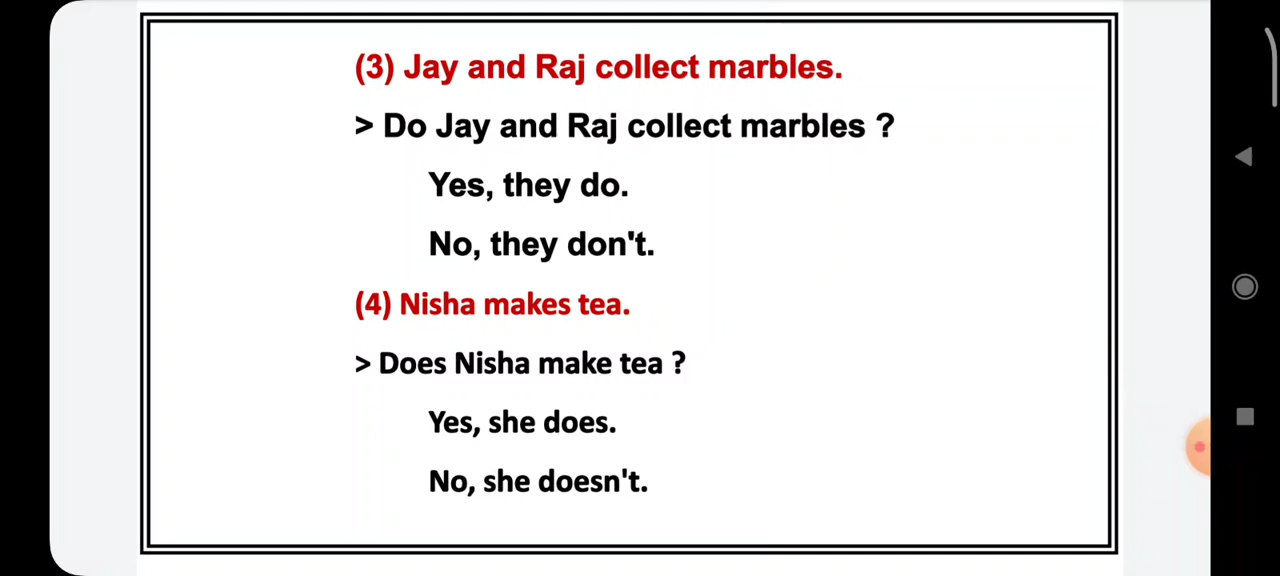 (3) Jay and Raj collect marbles.
> Do Jay and Raj collect marbles ?
Yes, they do.
No, they don't.
(4) Nisha makes tea.
> Does Nisha make tea ?
Yes, she does.
No, she doesn't.